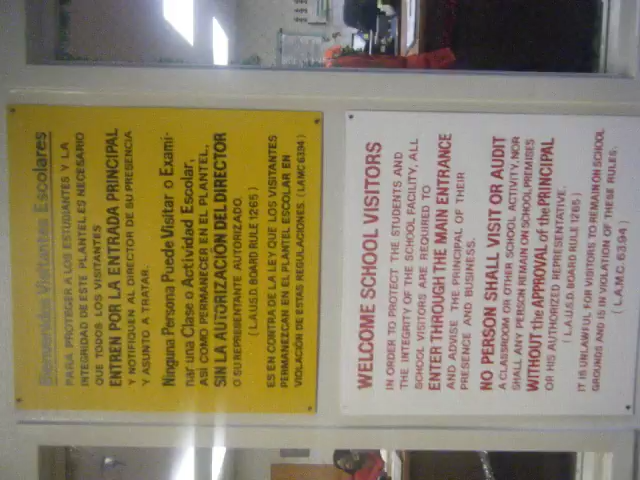 Bienvenidos Visitantes Escolares
PARA PROTEGER A LOS ESTUDIANTES Y LA
INTEGRIDAD DE ESTE PLANTEL ES NECESARIO
QUE TODOS LOS VISITANTES
ENTREN POR LA ENTRADA PRINCIPAL
Y NOTIFIQUEN AL DIRECTOR DE SU PRESENCIA
Y ASUNTO A TRATAR.
Ninguna Persona Puede Visitar o Exami-
nar una Clase o Actividad Escolar,
ASI COMO PERMANECER EN EL PLANTEL,
SIN LA AUTORIZACION DEL DIRECTOR
O SU REPRESENTANTE AUTORIZADO.
(L.A.U.S.D. BOARD RULE 1265)
ES EN CONTRA DE LA LEY QUE LOS VISITANTES
PERMANEZCAN EN EL PLANTEL ESCOLAR EN
VIOLACIÓN DE ESTAS REGULACIONES. (L.A.M.C. 63.94)
WELCOME SCHOOL VISITORS
IN ORDER TO PROTECT THE STUDENTS AND
THE INTEGRITY OF THE SCHOOL FACILITY, ALL
SCHOOL VISITORS ARE REQUIRED TO
ENTER THROUGH THE MAIN ENTRANCE
AND ADVISE THE PRINCIPAL OF THEIR
PRESENCE AND BUSINESS.
NO PERSON SHALL VISIT OR AUDIT
A CLASSROOM OR OTHER SCHOOL ACTIVITY, NOR
SHALL ANY PERSON REMAIN ON SCHOOL PREMISES
WITHOUT the APPROVAL of the PRINCIPAL
OR HIS AUTHORIZED REPRESENTATIVE.
(L.A.U.S.D. BOARD RULE 1265)
IT IS UNLAWFUL FOR VISITORS TO REMAIN ON SCHOOL
GROUNDS AND IS IN VIOLATION OF THESE RULES.
(L.A.M.C. 63.94)